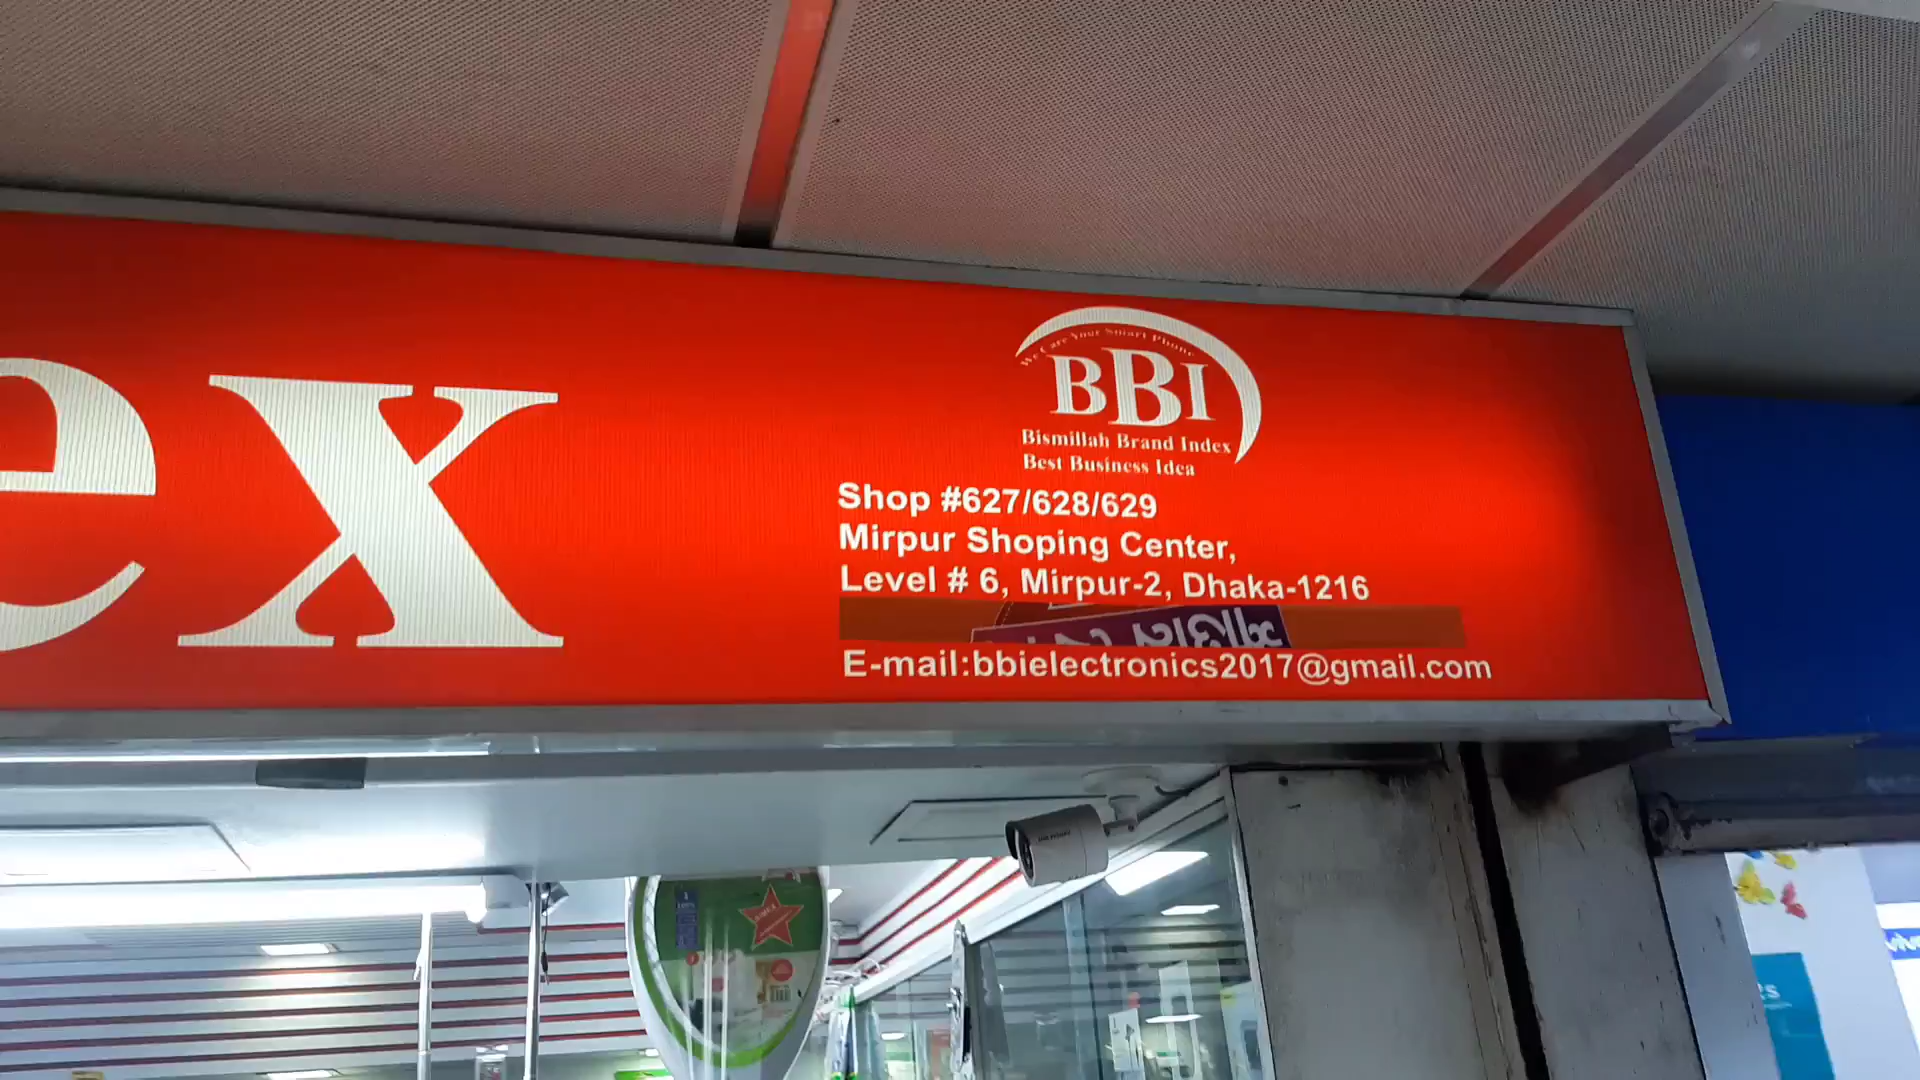 ex
We Care Your Smart Phone
BBI
Bismillah Brand Index
Best Business Idea
Shop #627/628/629
Mirpur Shoping Center,
Level # 6, Mirpur-2, Dhaka-1216
E-mail:bbielectronics2017@gmail.com